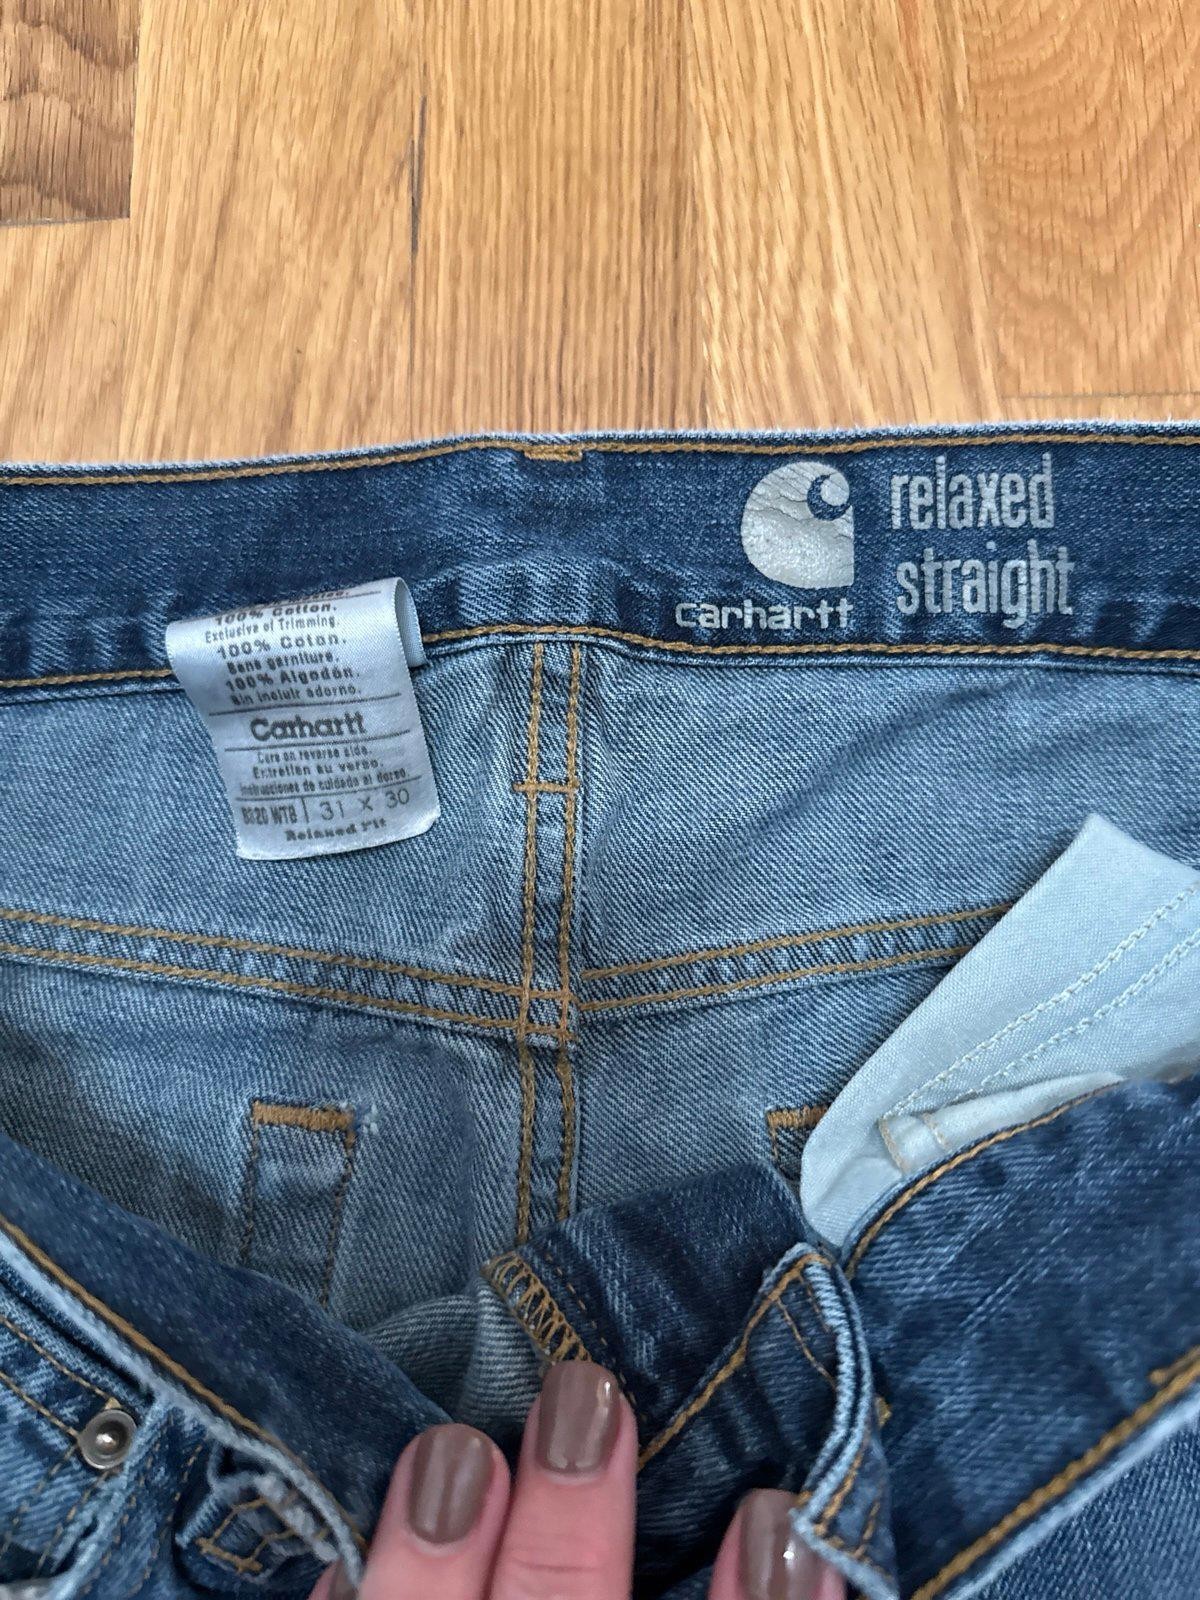 100% Cotton.
Exclusive of Trimming.
100% Coton.
Sans garniture.
100% Algodón.
Sin incluir adorno.
Carhartt
Care on reverse side.
Entretien au verso.
Instrucciones de cuidado al dorso.
31 X 30
Relaxed Fit
relaxed
straight
carhartt